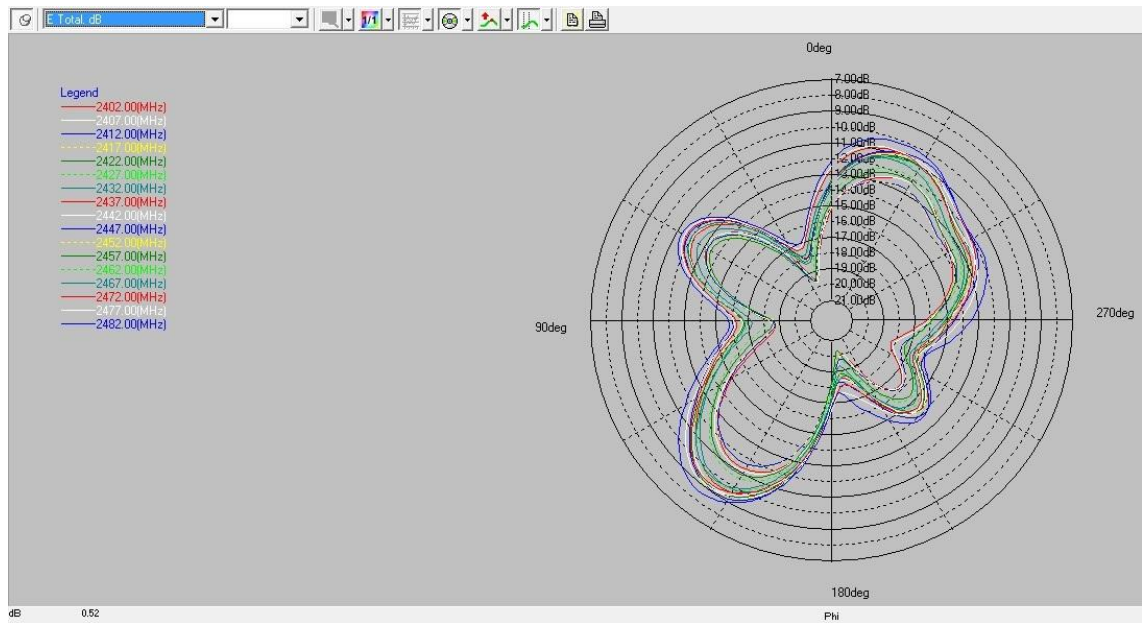 E Total. dB
1/1
0deg
7.00dB
8.00dB
9.00dB
10.00dB
11.00dB
12.00dB
13.00dB
14.00dB
15.00dB
16.00dB
17.00dB
18.00dB
19.00dB
20.00dB
21.00dB
Legend
2402.00(MHz)
2407.00(MHz)
2412.00(MHz)
2417.00(MHz)
2422.00(MHz)
2427.00(MHz)
2432.00(MHz)
2437.00(MHz)
2442.00(MHz)
2447.00(MHz)
2452.00(MHz)
2457.00(MHz)
2462.00(MHz)
2467.00(MHz)
2472.00(MHz)
2477.00(MHz)
2482.00(MHz)
90deg
270deg
180deg
dB 0.52 Phi